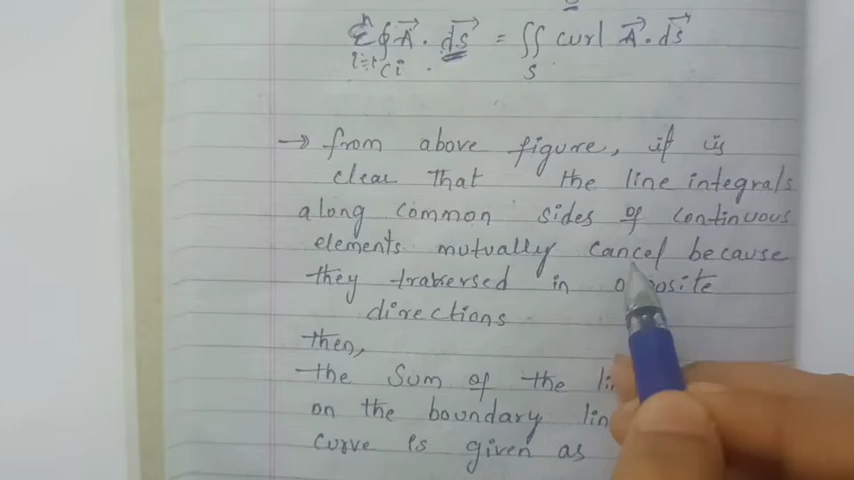 n
Σ ∮ A⃗ . ds⃗ = ∬ curl A⃗ . ds⃗
i=1 Ci S
→ from above figure, it is
clear that the line integrals
along common sides of continuous
elements mutually cancel because
they traversed in opposite
directions
then,
the Sum of the
on the boundary
curve is given as